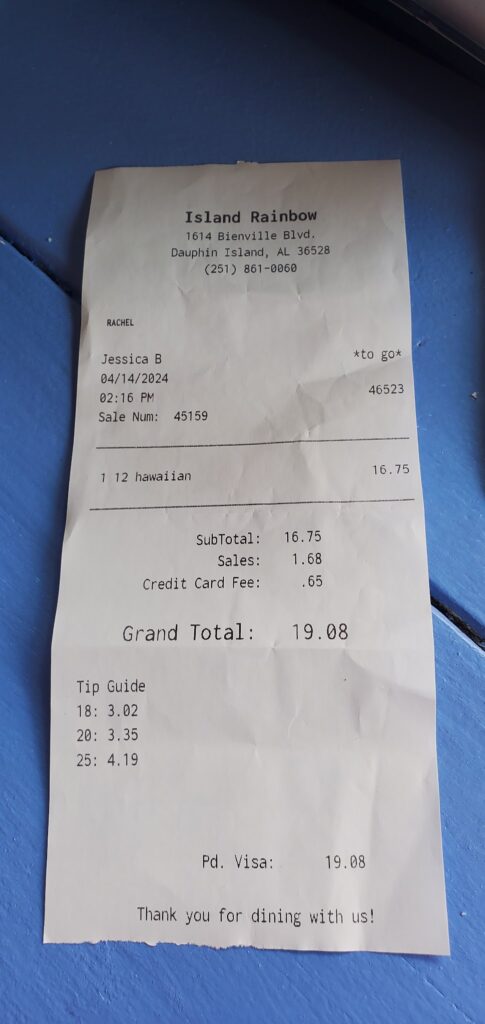 Island Rainbow
1614 Bienville Blvd.
Dauphin Island, AL 36528
(251) 861-0060
RACHEL
Jessica B *to go*
04/14/2024
02:16 PM 46523
Sale Num: 45159
1 12 hawaiian 16.75
SubTotal: 16.75
Sales: 1.68
Credit Card Fee: .65
Grand Total: 19.08
Tip Guide
18: 3.02
20: 3.35
25: 4.19
Pd. Visa: 19.08
Thank you for dining with us!